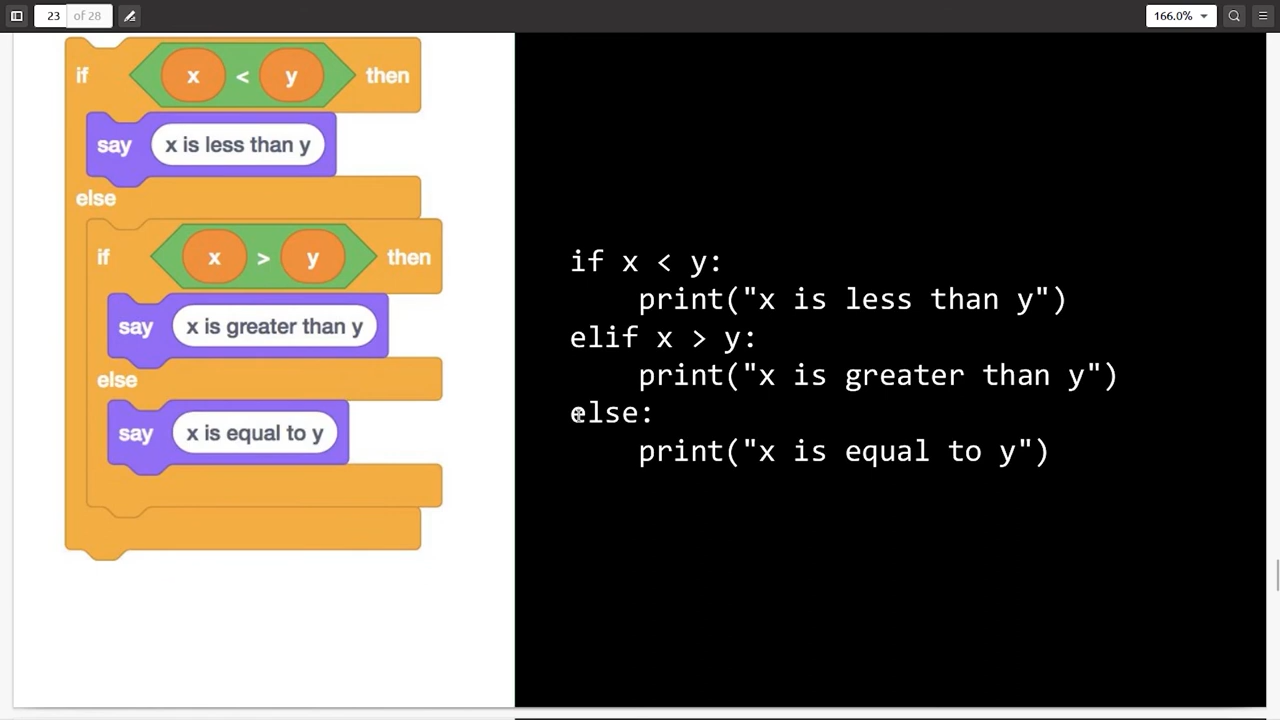 23 of 28
166.0%
if x < y then
say x is less than y
else
if x > y then
say x is greater than y
else
say x is equal to y
if x < y:
    print("x is less than y")
elif x > y:
    print("x is greater than y")
else:
    print("x is equal to y")